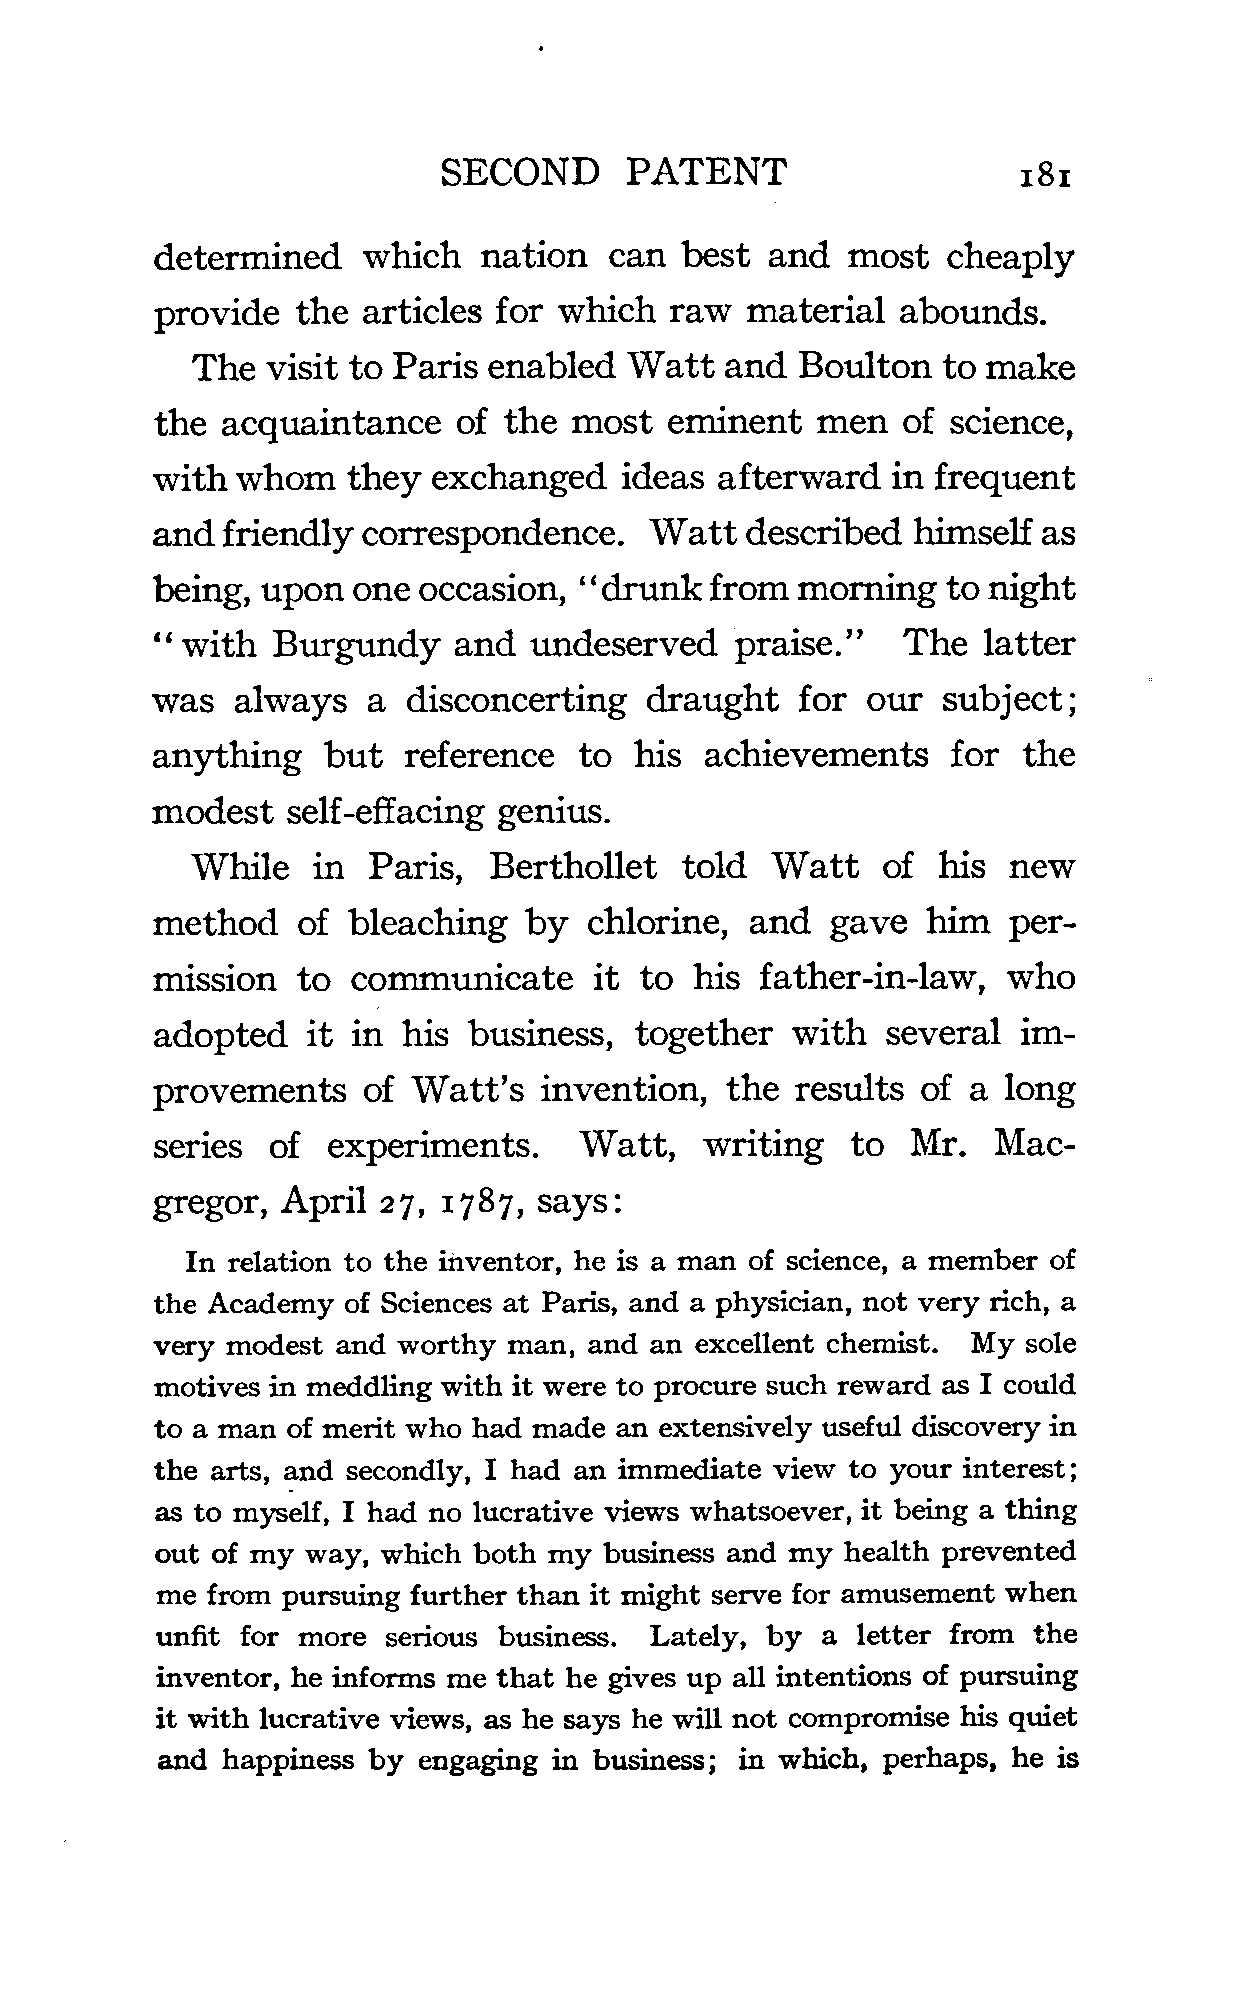 SECOND PATENT 181
determined which nation can best and most cheaply
provide the articles for which raw material abounds.
The visit to Paris enabled Watt and Boulton to make
the acquaintance of the most eminent men of science,
with whom they exchanged ideas afterward in frequent
and friendly correspondence. Watt described himself as
being, upon one occasion, “drunk from morning to night
“ with Burgundy and undeserved praise.” The latter
was always a disconcerting draught for our subject;
anything but reference to his achievements for the
modest self-effacing genius.
While in Paris, Berthollet told Watt of his new
method of bleaching by chlorine, and gave him per-
mission to communicate it to his father-in-law, who
adopted it in his business, together with several im-
provements of Watt's invention, the results of a long
series of experiments. Watt, writing to Mr. Mac-
gregor, April 27, 1787, says:
In relation to the inventor, he is a man of science, a member of
the Academy of Sciences at Paris, and a physician, not very rich, a
very modest and worthy man, and an excellent chemist. My sole
motives in meddling with it were to procure such reward as I could
to a man of merit who had made an extensively useful discovery in
the arts, and secondly, I had an immediate view to your interest;
as to myself, I had no lucrative views whatsoever, it being a thing
out of my way, which both my business and my health prevented
me from pursuing further than it might serve for amusement when
unfit for more serious business. Lately, by a letter from the
inventor, he informs me that he gives up all intentions of pursuing
it with lucrative views, as he says he will not compromise his quiet
and happiness by engaging in business; in which, perhaps, he is